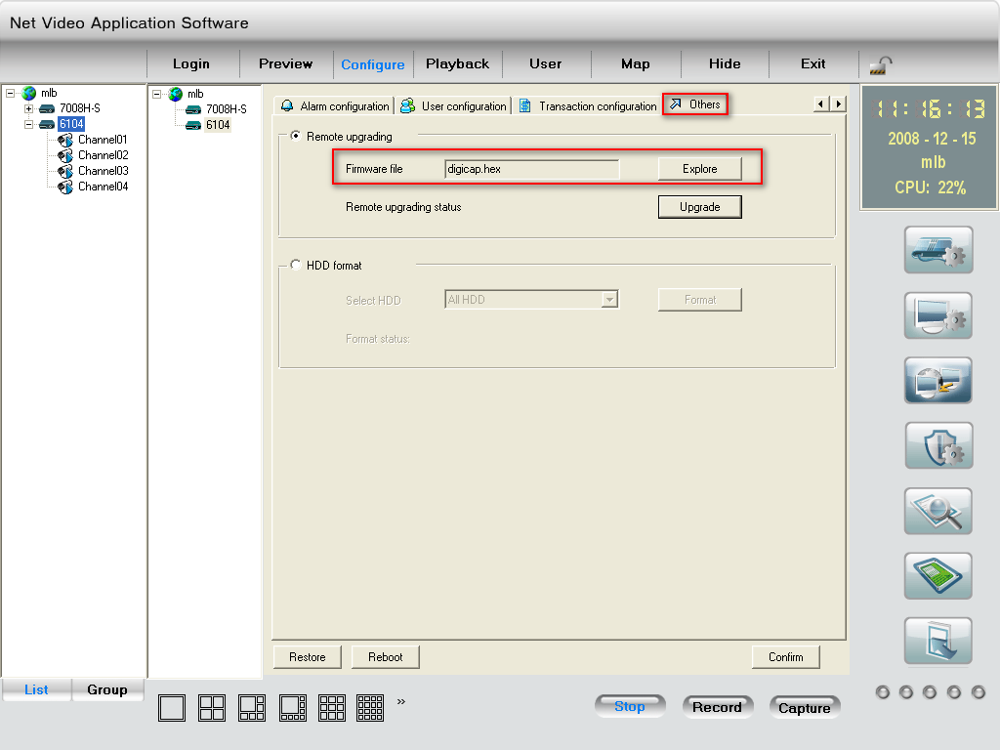 Net Video Application Software
Login Preview Configure Playback User Map Hide Exit
mlb
7008H-S
6104
Channel01
Channel02
Channel03
Channel04
mlb
7008H-S
6104
Alarm configuration User configuration Transaction configuration Others
Remote upgrading
Firmware file digicap.hex Explore
Remote upgrading status Upgrade
HDD format
Select HDD All HDD Format
Format status:
Restore Reboot Confirm
11:16:13
2008 - 12 - 15
mlb
CPU: 22%
List Group
»
Stop Record Capture